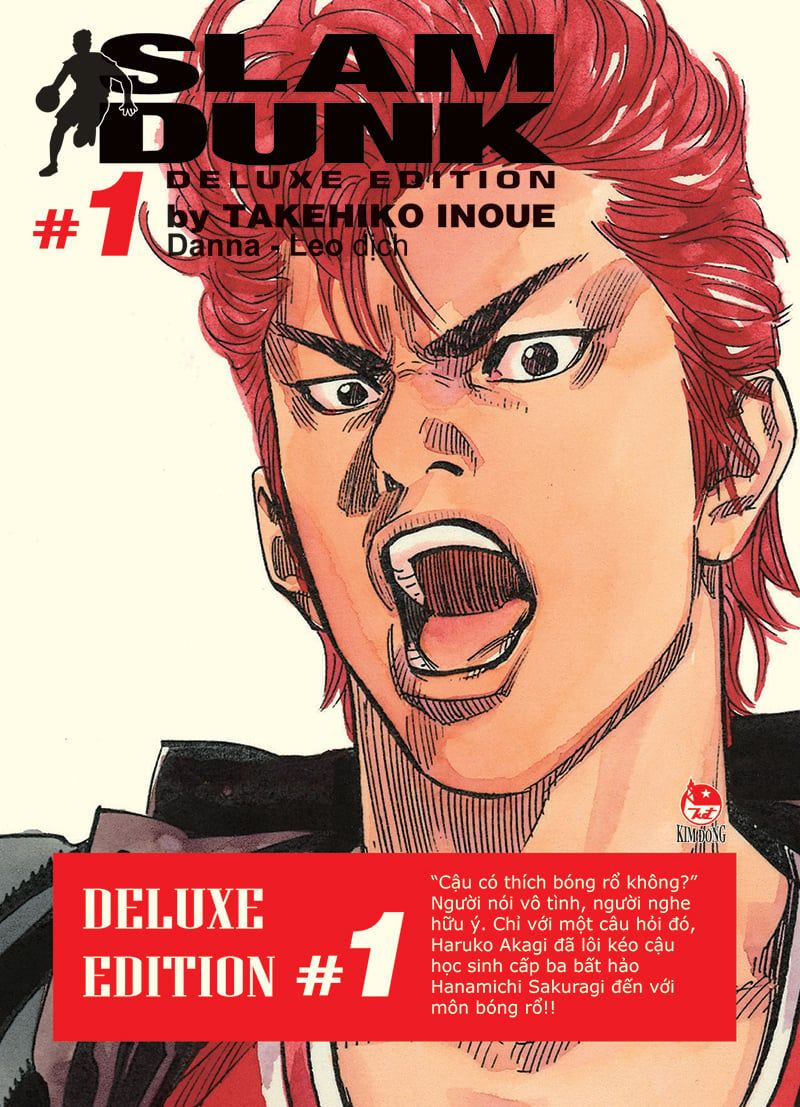 SLAM
DUNK
DELUXE EDITION
#1
by TAKEHIKO INOUE
Danna - Leo dịch
KIM ĐỒNG
DELUXE
EDITION #1
“Cậu có thích bóng rổ không?”
Người nói vô tình, người nghe
hữu ý. Chỉ với một câu hỏi đó,
Haruko Akagi đã lôi kéo cậu
học sinh cấp ba bất hảo
Hanamichi Sakuragi đến với
môn bóng rổ!!